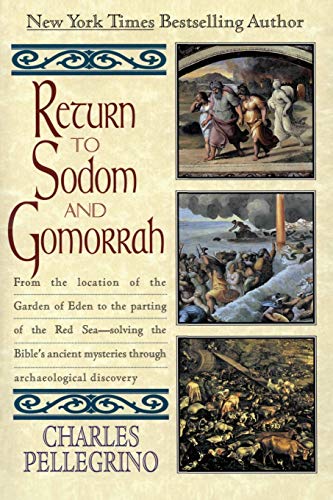 New York Times Bestselling Author
Return
to
Sodom
and
Gomorrah
From the location of the
Garden of Eden to the parting
of the Red Sea—solving the
Bible's ancient mysteries through
archaeological discovery
CHARLES
PELLEGRINO